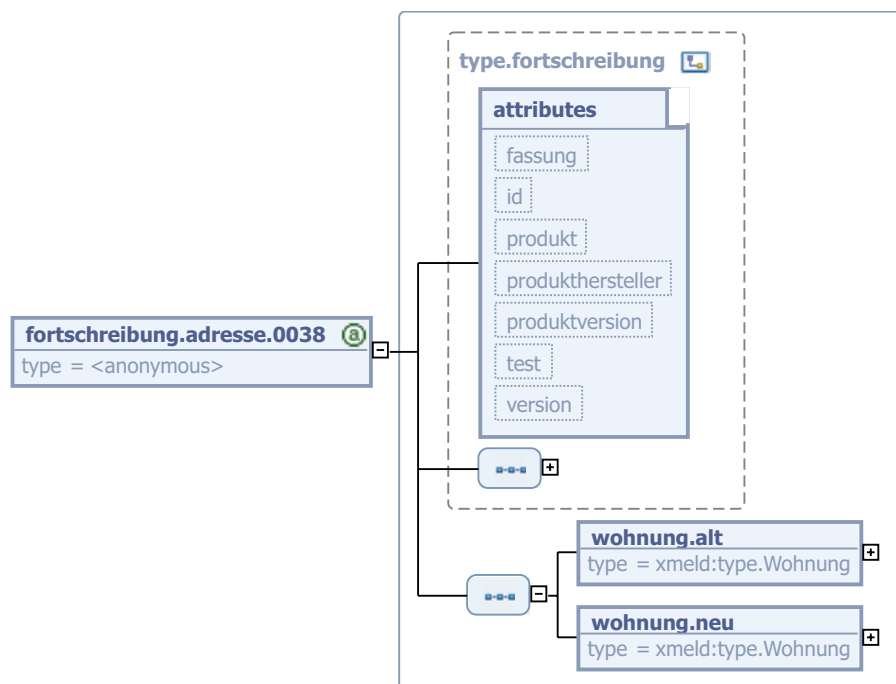 type.fortschreibung
attributes
fassung
id
produkt
produkthersteller
produktversion
test
version
fortschreibung.adresse.0038 @
type = <anonymous>
wohnung.alt
type = xmeld:type.Wohnung
wohnung.neu
type = xmeld:type.Wohnung